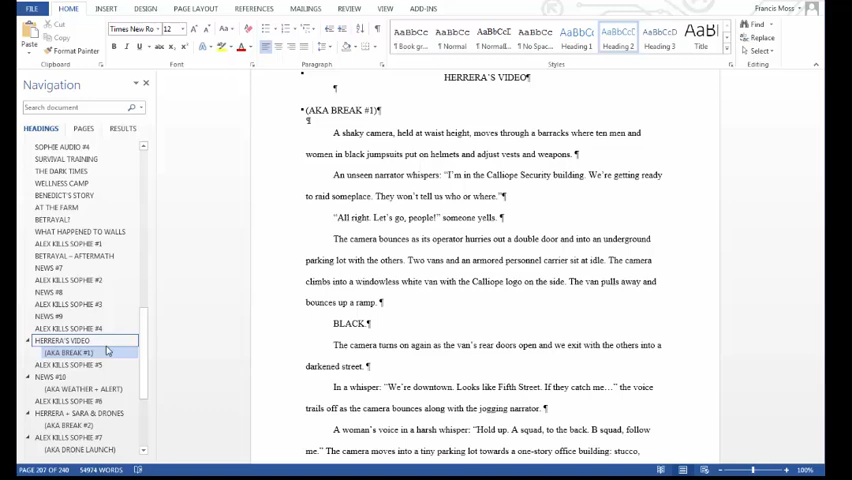 FILE HOME INSERT DESIGN PAGE LAYOUT REFERENCES MAILINGS REVIEW VIEW ADD-INS Francis Moss
Cut
Copy
Format Painter
Paste
Clipboard
Times New Ro 12
Font
Paragraph
AaBbCcI AaBbCcI AaBbCcI AaBbCcI AaBbC AaBbCcD AaBbCcD AaBl
¶ Book gr... ¶ Normal ¶ No Spac... Heading 1 Heading 2 Heading 3 Title
Styles
Find
Replace
Select
Editing
Navigation
Search document
HEADINGS PAGES RESULTS
SOPHIE AUDIO #4
SURVIVAL TRAINING
THE DARK TIMES
WELLNESS CAMP
BENEDICT'S STORY
AT THE FARM
BETRAYAL?
WHAT HAPPENED TO WALLS
ALEX KILLS SOPHIE #1
BETRAYAL – AFTERMATH
NEWS #7
ALEX KILLS SOPHIE #2
NEWS #8
ALEX KILLS SOPHIE #3
NEWS #9
ALEX KILLS SOPHIE #4
HERRERA'S VIDEO
(AKA BREAK #1)
ALEX KILLS SOPHIE #5
NEWS #10
(AKA WEATHER + ALERT)
ALEX KILLS SOPHIE #6
HERRERA + SARA & DRONES
(AKA BREAK #2)
ALEX KILLS SOPHIE #7
(AKA DRONE LAUNCH)
HERRERA'S VIDEO¶
¶
(AKA BREAK #1)¶
¶
A shaky camera, held at waist height, moves through a barracks where ten men and
women in black jumpsuits put on helmets and adjust vests and weapons. ¶
An unseen narrator whispers: “I'm in the Calliope Security building. We're getting ready
to raid someplace. They won't tell us who or where.”¶
“All right. Let's go, people!” someone yells. ¶
The camera bounces as its operator hurries out a double door and into an underground
parking lot with the others. Two vans and an armored personnel carrier sit at idle. The camera
climbs into a windowless white van with the Calliope logo on the side. The van pulls away and
bounces up a ramp. ¶
BLACK.¶
The camera turns on again as the van's rear doors open and we exit with the others into a
darkened street. ¶
In a whisper: “We're downtown. Looks like Fifth Street. If they catch me…” the voice
trails off as the camera bounces along with the jogging narrator. ¶
A woman's voice in a harsh whisper: “Hold up. A squad, to the back. B squad, follow
me.” The camera moves into a tiny parking lot towards a one-story office building: stucco,
PAGE 207 OF 240 54974 WORDS 100%